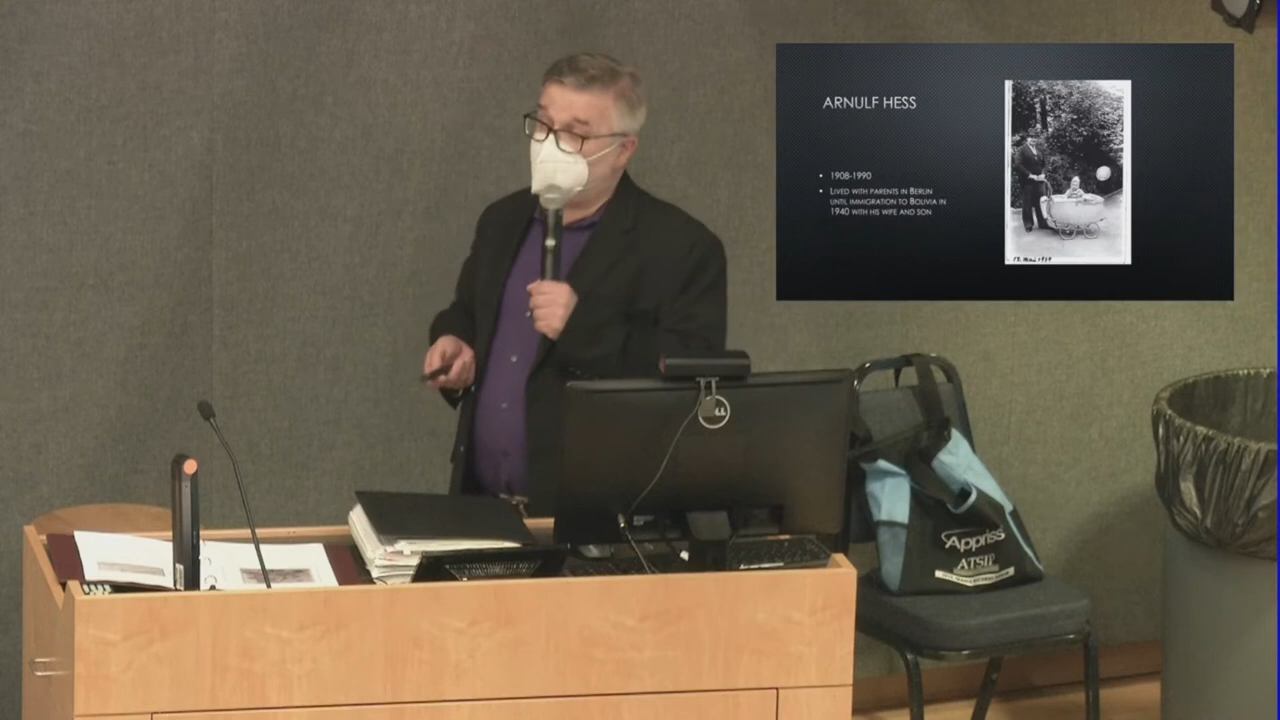 ARNULF HESS
• 1908-1990
• LIVED WITH PARENTS IN BERLIN
UNTIL IMMIGRATION TO BOLIVIA IN
1940 WITH HIS WIFE AND SON
Appriss
ATSIP